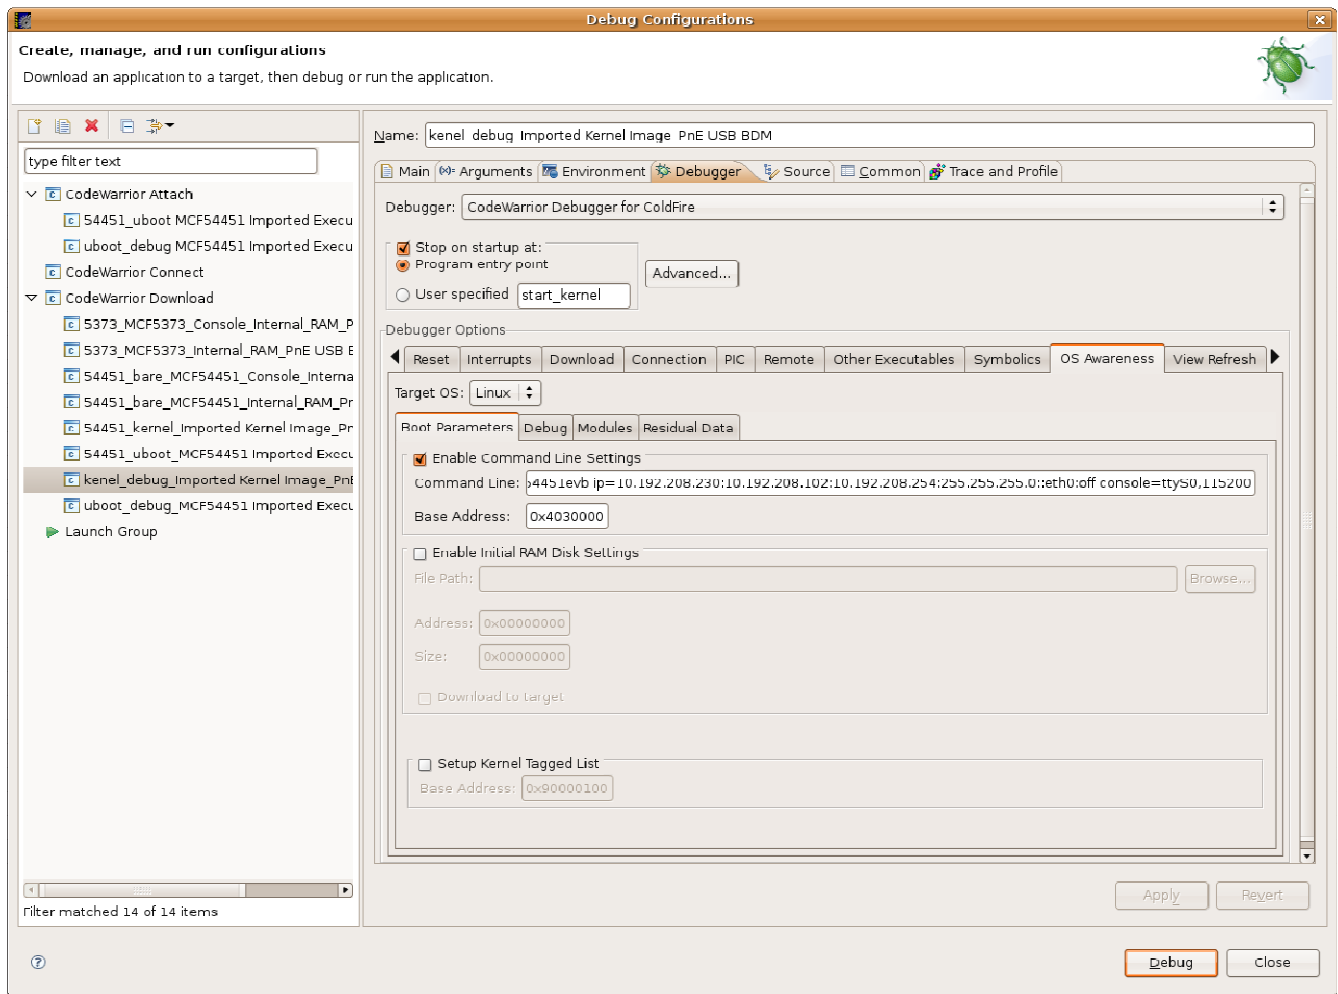 Debug Configurations
Create, manage, and run configurations
Download an application to a target, then debug or run the application.
type filter text
CodeWarrior Attach
54451_uboot MCF54451 Imported Execu
uboot_debug MCF54451 Imported Execu
CodeWarrior Connect
CodeWarrior Download
5373_MCF5373_Console_Internal_RAM_P
5373_MCF5373_Internal_RAM_PnE USB E
54451_bare_MCF54451_Console_Interna
54451_bare_MCF54451_Internal_RAM_Pr
54451_kernel_Imported Kernel Image_Pr
54451_uboot_MCF54451 Imported Execu
kenel_debug_Imported Kernel Image_PnE
uboot_debug_MCF54451 Imported Execu
Launch Group
Filter matched 14 of 14 items
Name: kenel_debug_Imported Kernel Image_PnE USB BDM
Main Arguments Environment Debugger Source Common Trace and Profile
Debugger: CodeWarrior Debugger for ColdFire
Stop on startup at:
Program entry point
User specified start_kernel
Advanced...
Debugger Options
Reset Interrupts Download Connection PIC Remote Other Executables Symbolics OS Awareness View Refresh
Target OS: Linux
Boot Parameters Debug Modules Residual Data
Enable Command Line Settings
Command Line: 54451evb ip=10.192.208.230:10.192.208.102:10.192.208.254:255.255.255.0::eth0:off console=ttyS0,115200
Base Address: 0x4030000
Enable Initial RAM Disk Settings
File Path: Browse...
Address: 0x00000000
Size: 0x00000000
Download to target
Setup Kernel Tagged List
Base Address: 0x90000100
Apply Revert
Debug Close